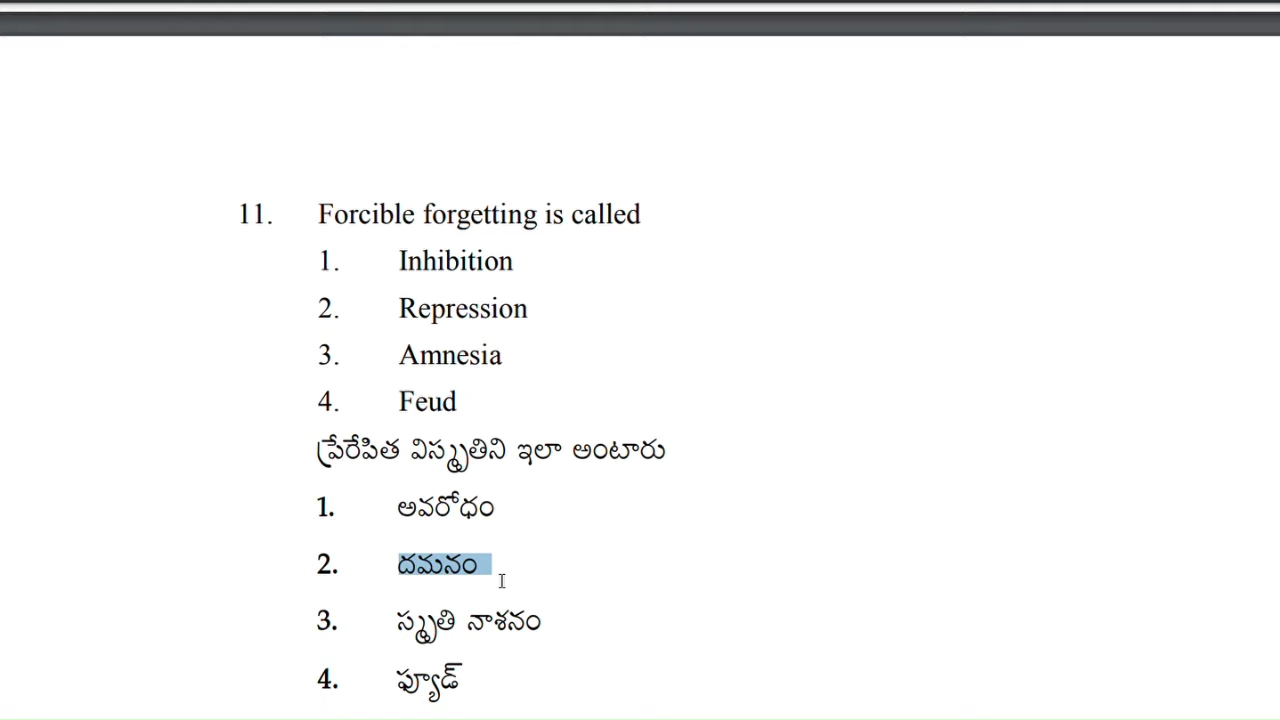 11. Forcible forgetting is called
1. Inhibition
2. Repression
3. Amnesia
4. Feud
ప్రేరేపిత విస్మృతిని ఇలా అంటారు
1. అవరోధం
2. దమనం
3. స్మృతి నాశనం
4. ఫ్యూడ్